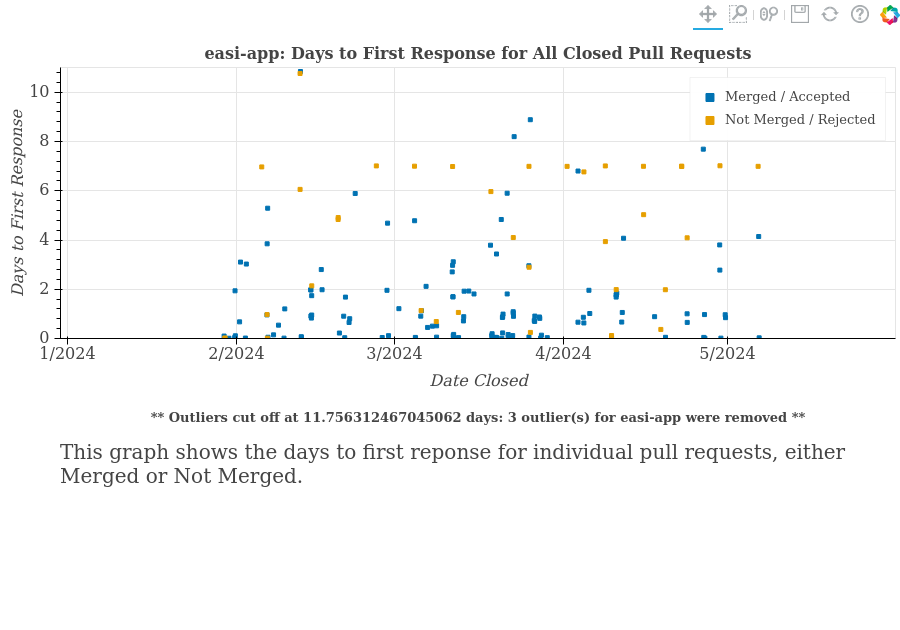 easi-app: Days to First Response for All Closed Pull Requests
Days to First Response
10
8
6
4
2
0
Merged / Accepted
Not Merged / Rejected
1/2024
2/2024
3/2024
4/2024
5/2024
Date Closed
** Outliers cut off at 11.756312467045062 days: 3 outlier(s) for easi-app were removed **
This graph shows the days to first reponse for individual pull requests, either
Merged or Not Merged.